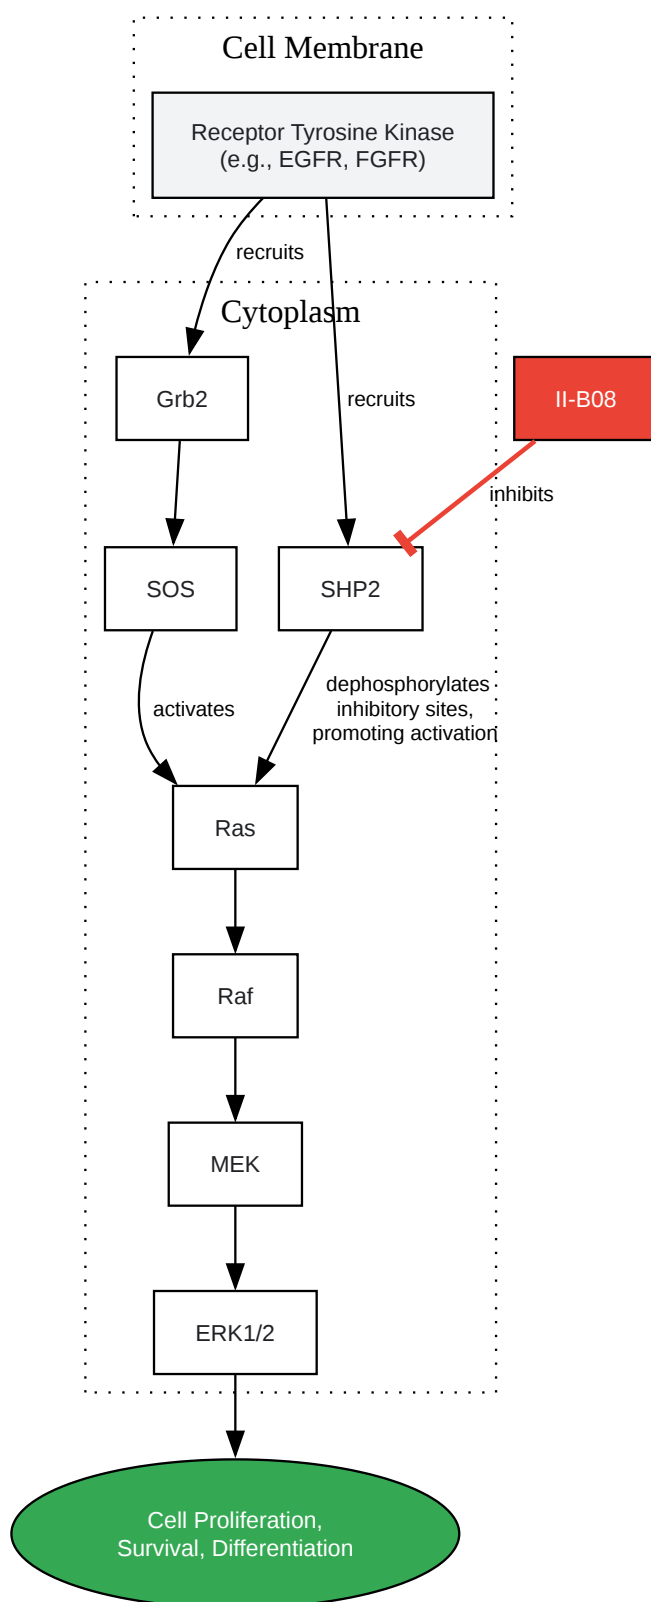 Cell Membrane
Receptor Tyrosine Kinase
(e.g., EGFR, FGFR)
recruits
Cytoplasm
Grb2
recruits
II-B08
inhibits
SOS
SHP2
activates
dephosphorylates
inhibitory sites,
promoting activation
Ras
Raf
MEK
ERK1/2
Cell Proliferation,
Survival, Differentiation